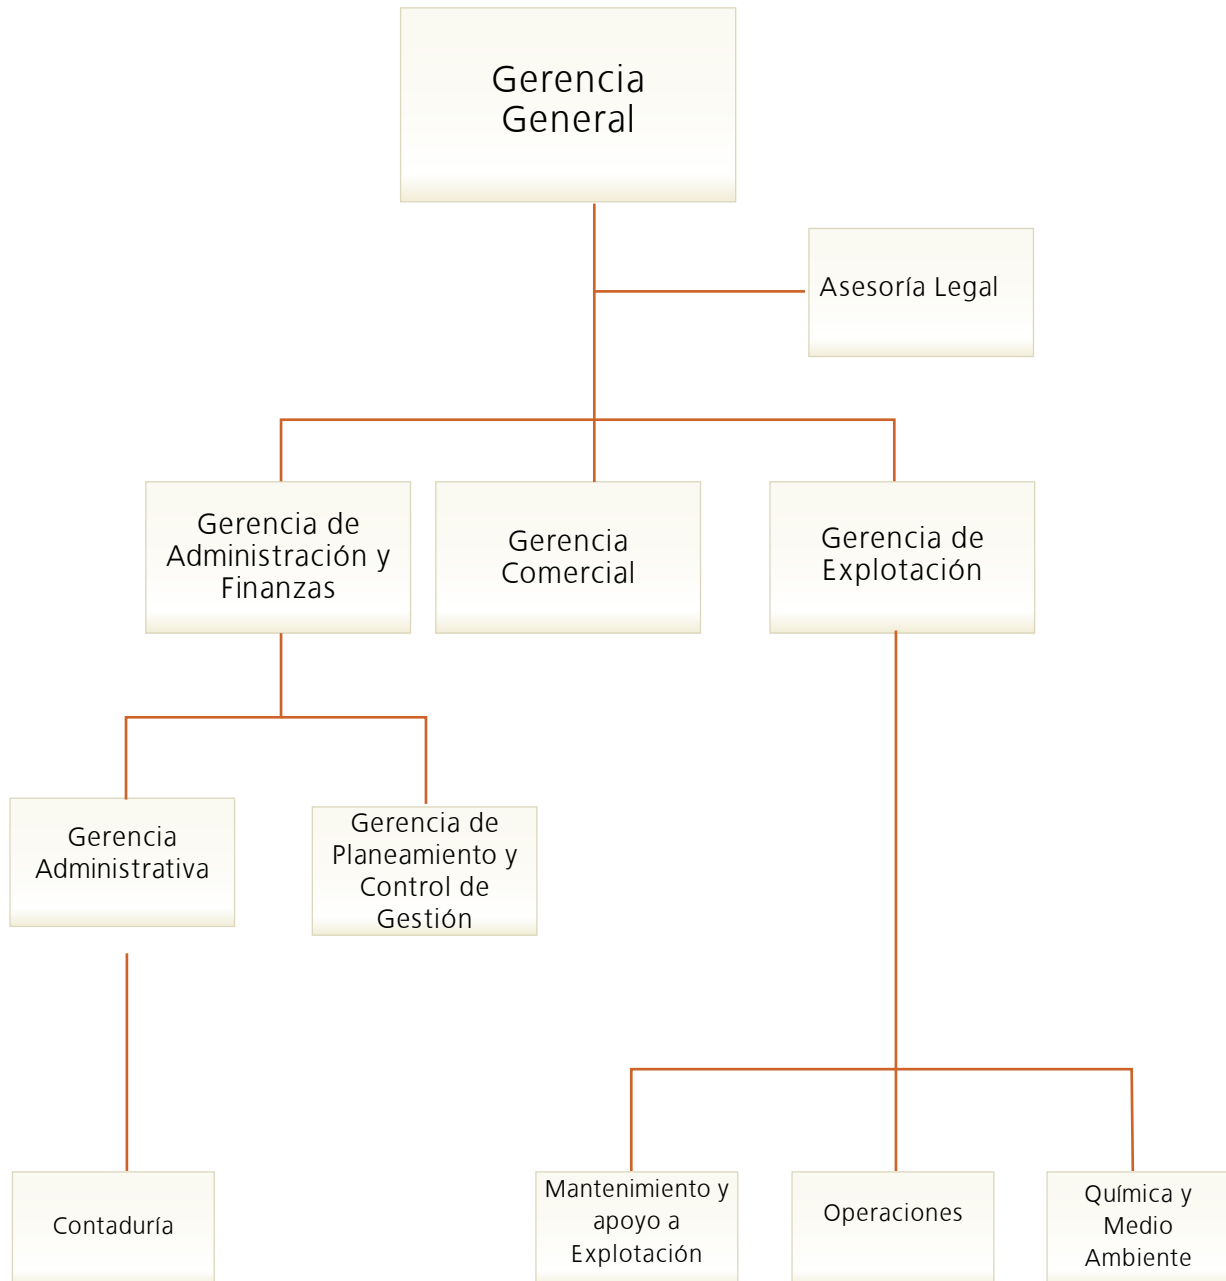 Gerencia
General
Asesoría Legal
Gerencia de
Administración y
Finanzas
Gerencia
Comercial
Gerencia de
Explotación
Gerencia
Administrativa
Gerencia de
Planeamiento y
Control de
Gestión
Contaduría
Mantenimiento y
apoyo a
Explotación
Operaciones
Química y
Medio
Ambiente